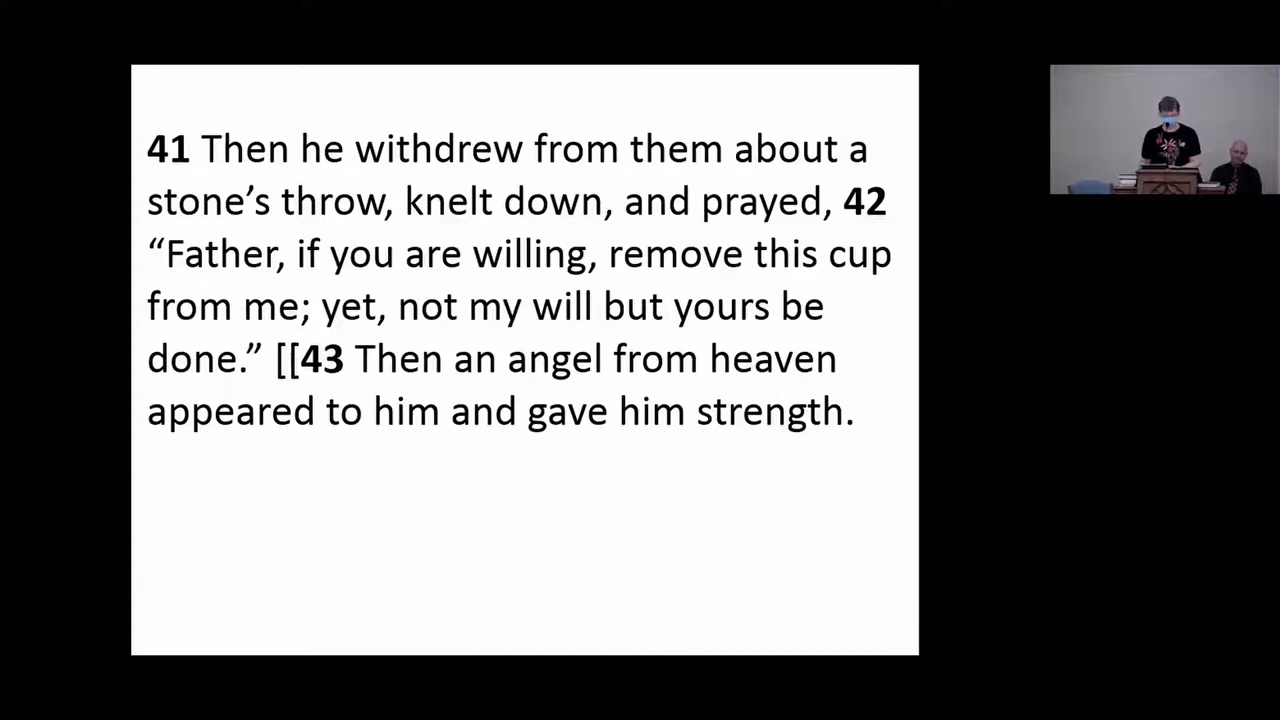 41 Then he withdrew from them about a
stone’s throw, knelt down, and prayed, 42
“Father, if you are willing, remove this cup
from me; yet, not my will but yours be
done.” [[43 Then an angel from heaven
appeared to him and gave him strength.